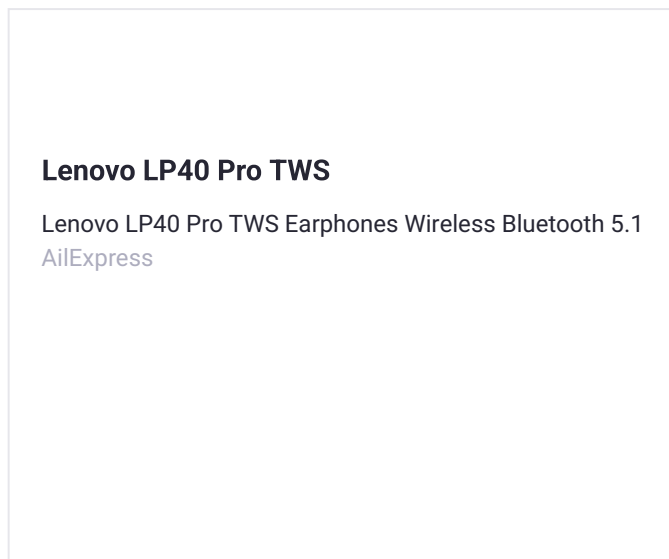 Lenovo LP40 Pro TWS
Lenovo LP40 Pro TWS Earphones Wireless Bluetooth 5.1
AilExpress